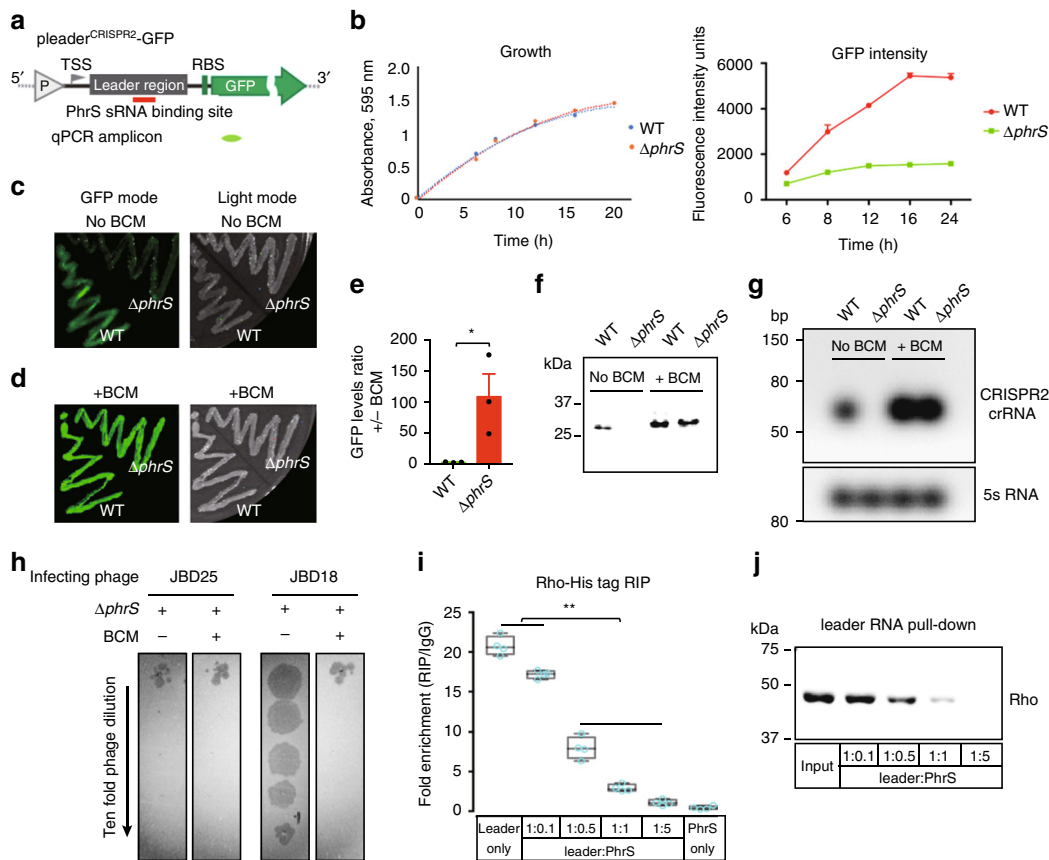 a
pleaderCRISPR2-GFP
TSS
RBS
5′
P
Leader region
GFP
3′
PhrS sRNA binding site
qPCR amplicon
b
Growth
Absorbance, 595 nm
2.0
1.5
1
0.5
0
0 5 10 15 20
Time (h)
WT
ΔphrS
GFP intensity
Fluorescence intensity units
6000
4000
2000
0
6 8 12 16 24
Time (h)
WT
ΔphrS
c
GFP mode
No BCM
Light mode
No BCM
ΔphrS
WT
ΔphrS
WT
d
+BCM
+BCM
ΔphrS
WT
ΔphrS
WT
e
GFP levels ratio
+/− BCM
200
150
100
50
0
*
WT
ΔphrS
f
WT ΔphrS WT ΔphrS
kDa
No BCM + BCM
37
25
g
WT ΔphrS WT ΔphrS
bp
No BCM + BCM
150
80
50
CRISPR2
crRNA
5s RNA
80
h
Infecting phage JBD25 JBD18
ΔphrS + + + +
BCM − + − +
Ten fold phage dilution
i
Rho-His tag RIP
Fold enrichment (RIP/IgG)
25
20
15
10
5
0
**
Leader
only
1:0.1 1:0.5 1:1 1:5
leader:PhrS
PhrS
only
j
leader RNA pull-down
kDa
75
50
37
Rho
Input
1:0.1 1:0.5 1:1 1:5
leader:PhrS